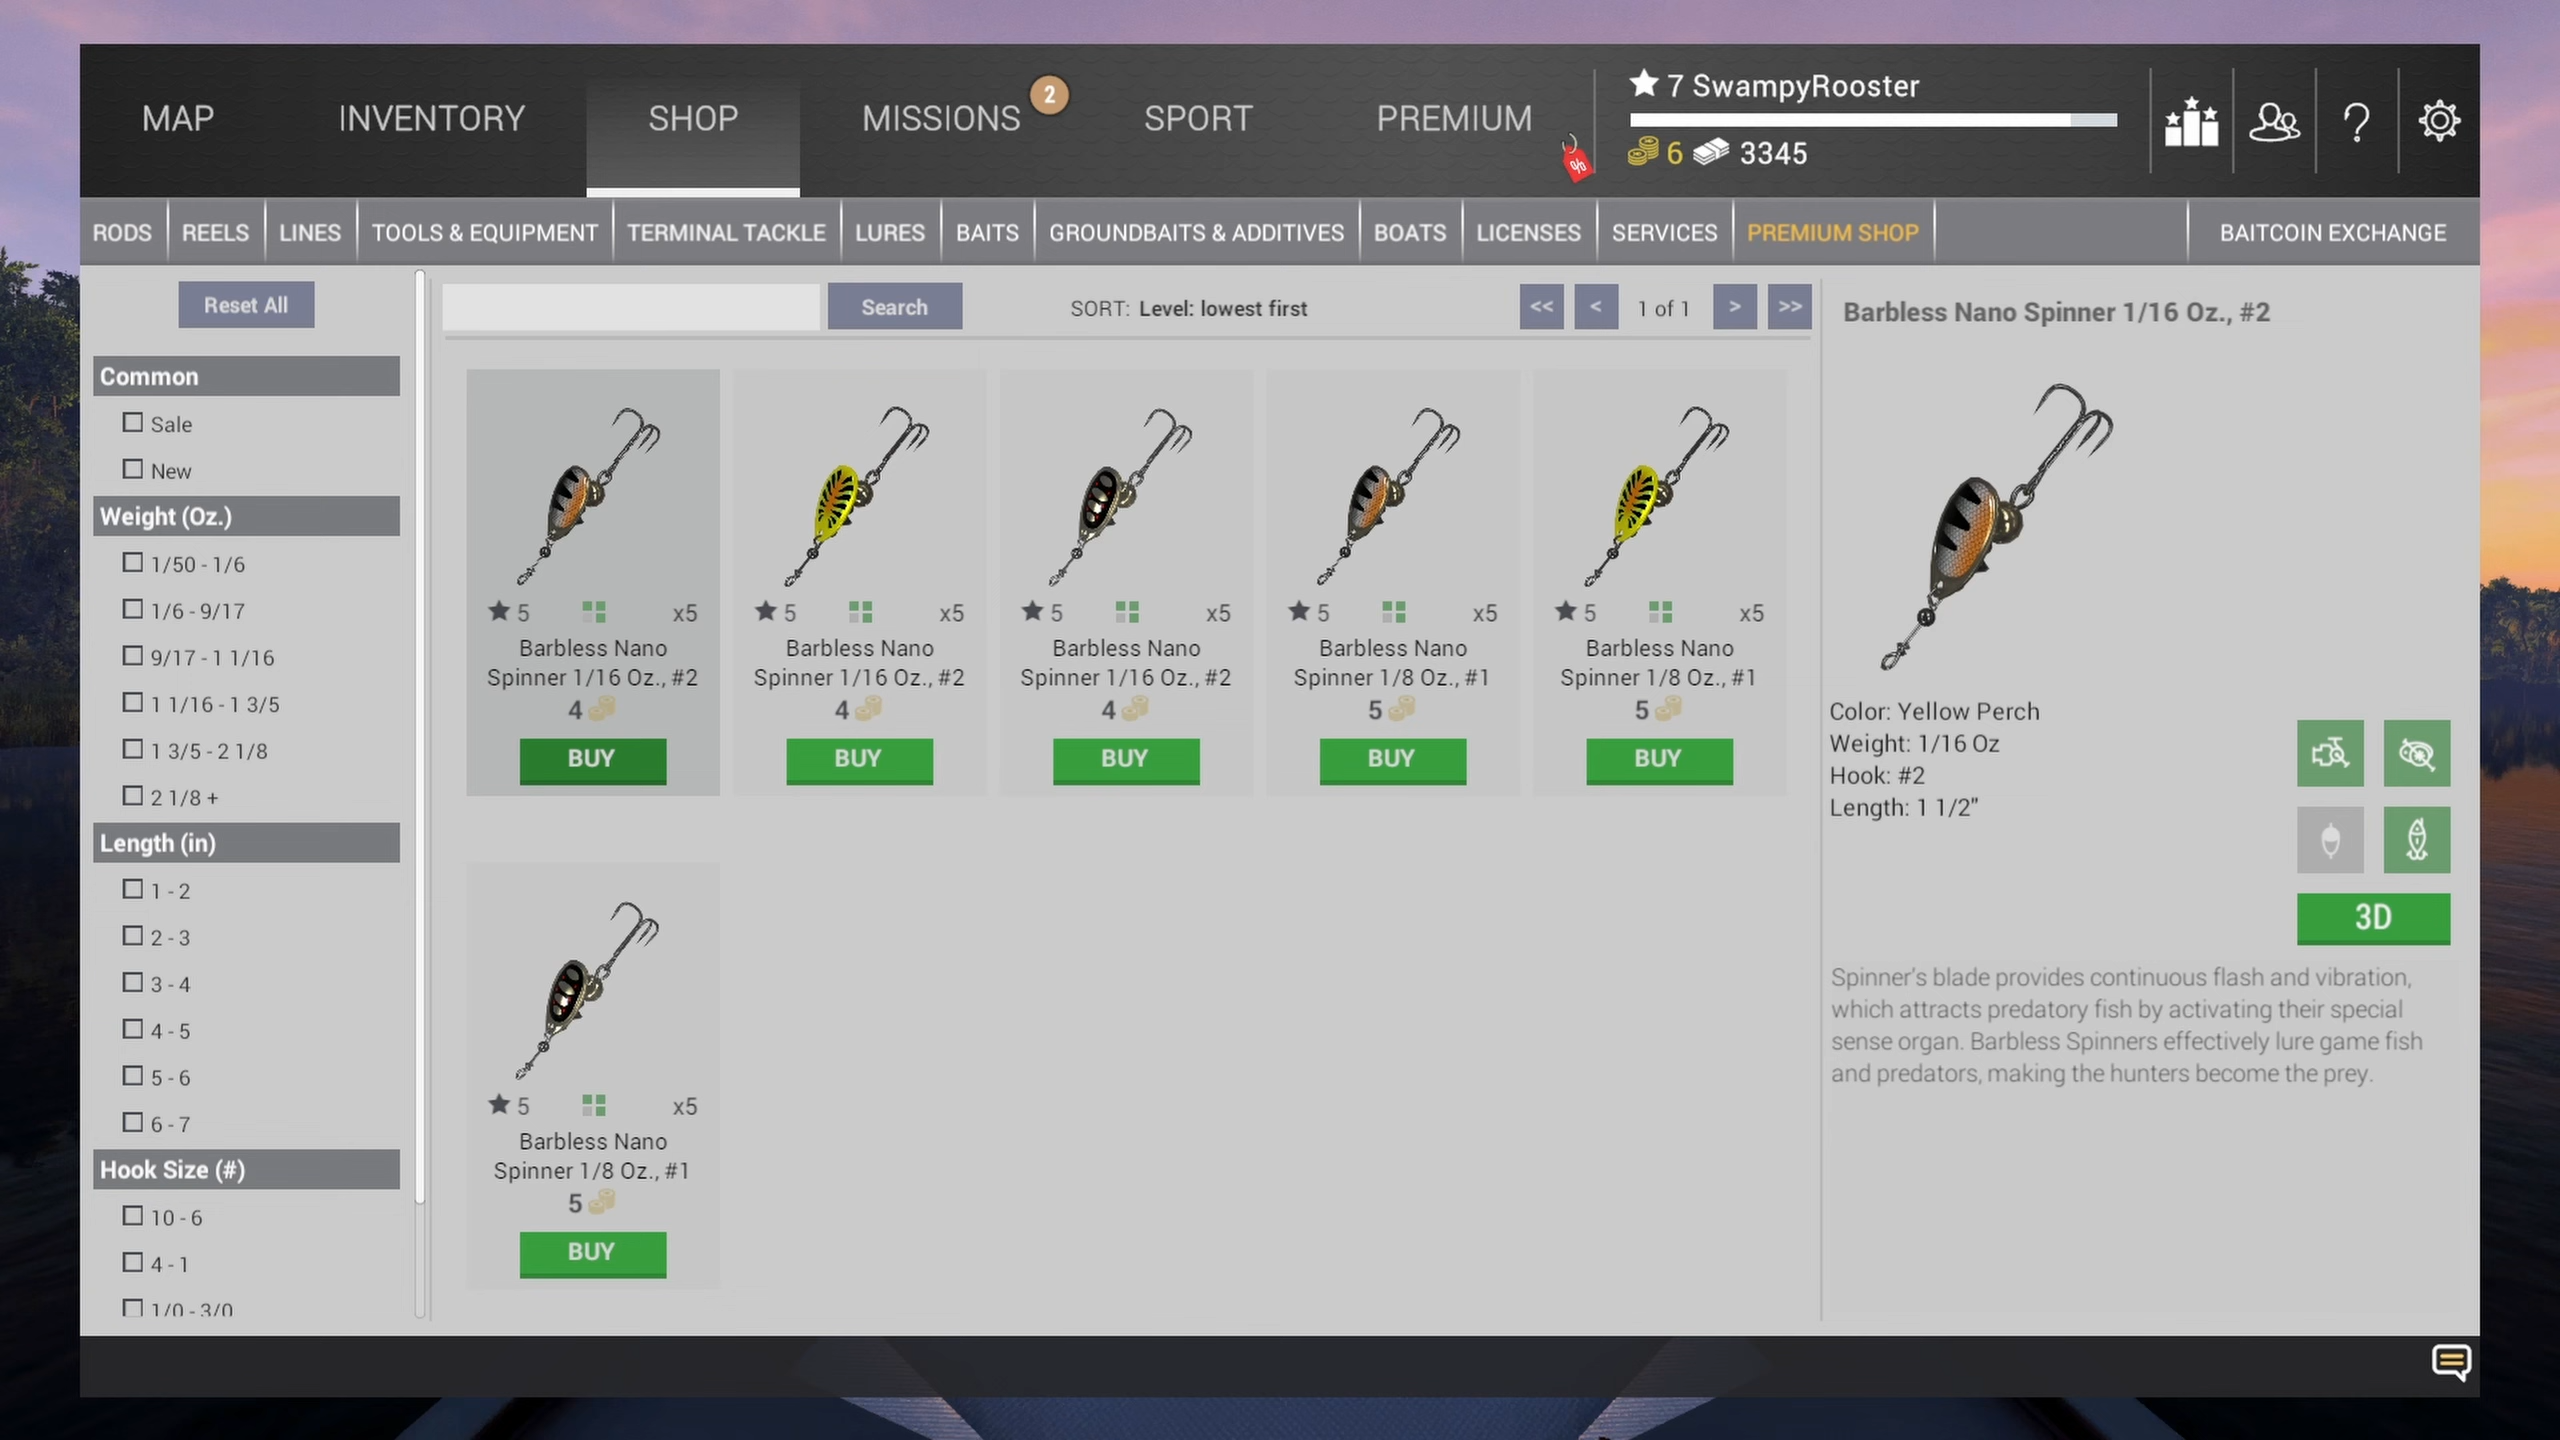 MAP
INVENTORY
SHOP
MISSIONS
2
SPORT
PREMIUM
%
7 SwampyRooster
6
3345
?
RODS
REELS
LINES
TOOLS & EQUIPMENT
TERMINAL TACKLE
LURES
BAITS
GROUNDBAITS & ADDITIVES
BOATS
LICENSES
SERVICES
PREMIUM SHOP
BAITCOIN EXCHANGE
Reset All
Common
Sale
New
Weight (Oz.)
1/50 - 1/6
1/6 - 9/17
9/17 - 1 1/16
1 1/16 - 1 3/5
1 3/5 - 2 1/8
2 1/8 +
Length (in)
1 - 2
2 - 3
3 - 4
4 - 5
5 - 6
6 - 7
Hook Size (#)
10 - 6
4 - 1
1/0 - 3/0
Search
SORT: Level: lowest first
<<
<
1 of 1
>
>>
5
x5
Barbless Nano
Spinner 1/16 Oz., #2
4
BUY
5
x5
Barbless Nano
Spinner 1/16 Oz., #2
4
BUY
5
x5
Barbless Nano
Spinner 1/16 Oz., #2
4
BUY
5
x5
Barbless Nano
Spinner 1/8 Oz., #1
5
BUY
5
x5
Barbless Nano
Spinner 1/8 Oz., #1
5
BUY
5
x5
Barbless Nano
Spinner 1/8 Oz., #1
5
BUY
Barbless Nano Spinner 1/16 Oz., #2
Color: Yellow Perch
Weight: 1/16 Oz
Hook: #2
Length: 1 1/2"
3D
Spinner's blade provides continuous flash and vibration,
which attracts predatory fish by activating their special
sense organ. Barbless Spinners effectively lure game fish
and predators, making the hunters become the prey.